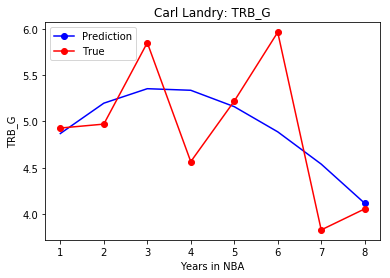 Carl Landry: TRB_G
Prediction
True
6.0
5.5
5.0
4.5
4.0
TRB_G
1 2 3 4 5 6 7 8
Years in NBA